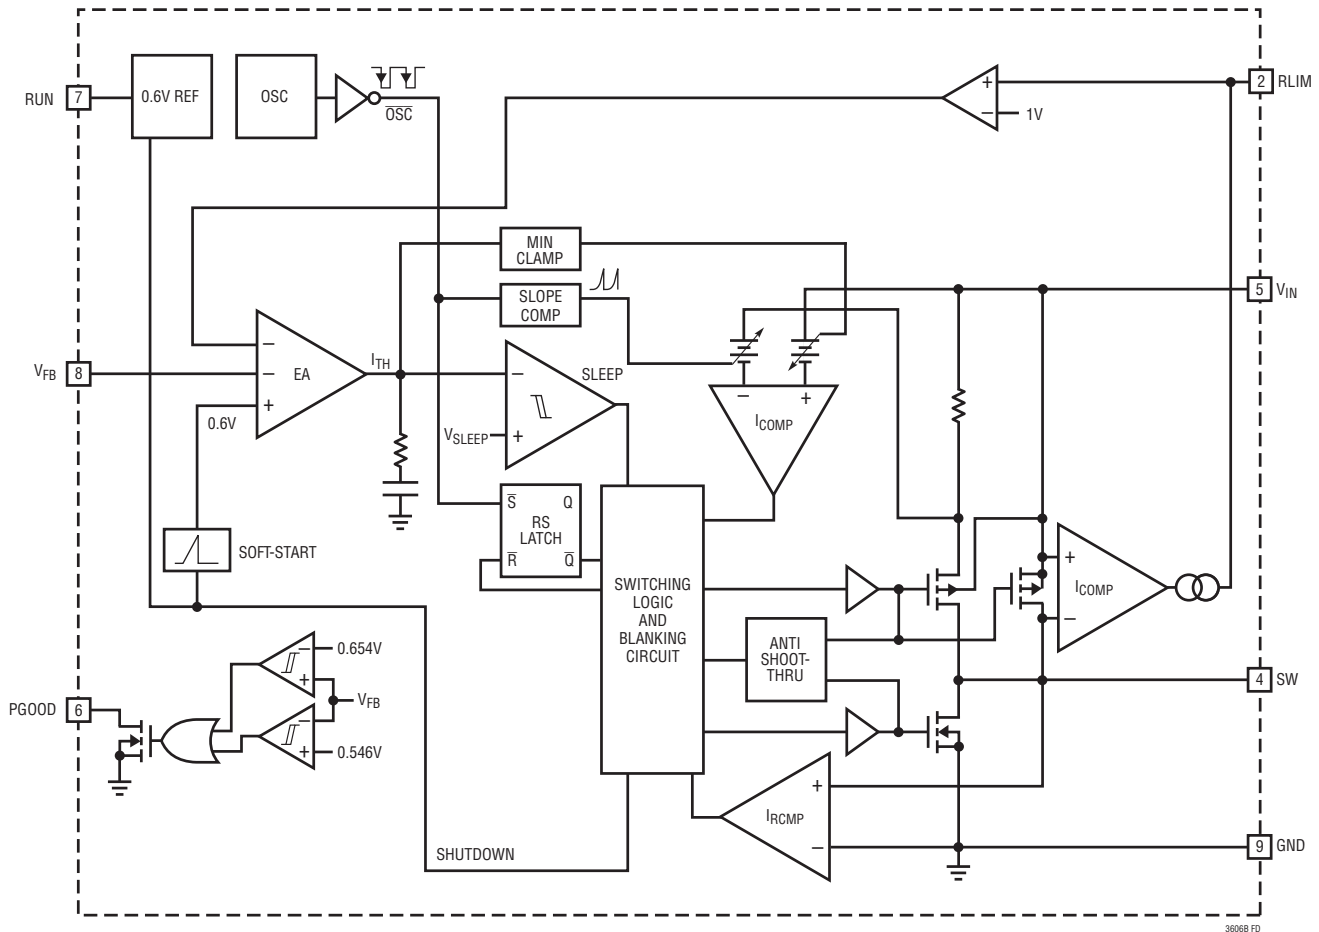 RUN 7
0.6V REF
OSC
OSC
+
–
1V
2 RLIM
MIN
CLAMP
SLOPE
COMP
5 VIN
VFB 8
–
–
+
EA
0.6V
ITH
–
+
SLEEP
VSLEEP
–
+
ICOMP
S Q
RS
LATCH
R Q
SOFT-START
SWITCHING
LOGIC
AND
BLANKING
CIRCUIT
+
–
ICOMP
ANTI
SHOOT-
THRU
4 SW
PGOOD 6
–
+
0.654V
VFB
–
+
0.546V
+
–
IRCMP
9 GND
SHUTDOWN
3606B FD